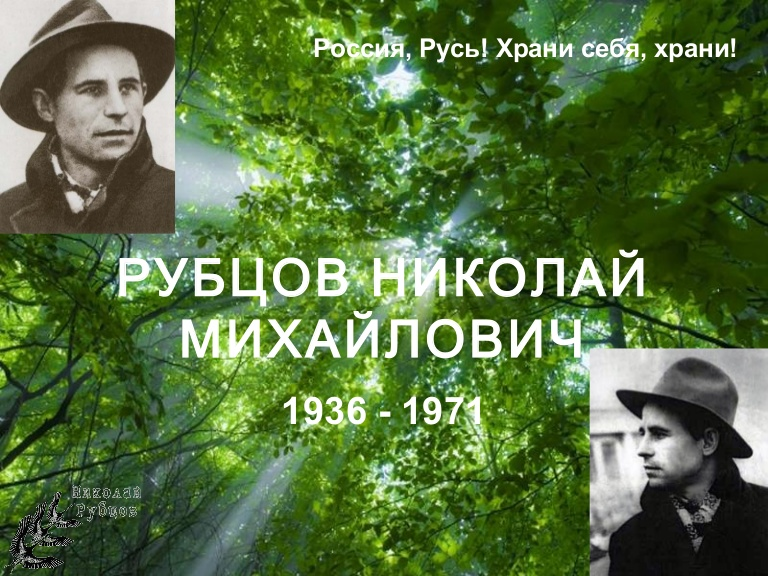 Россия, Русь! Храни себя, храни!
РУБЦОВ НИКОЛАЙ
МИХАЙЛОВИЧ
1936 - 1971
Николай
Рубцов